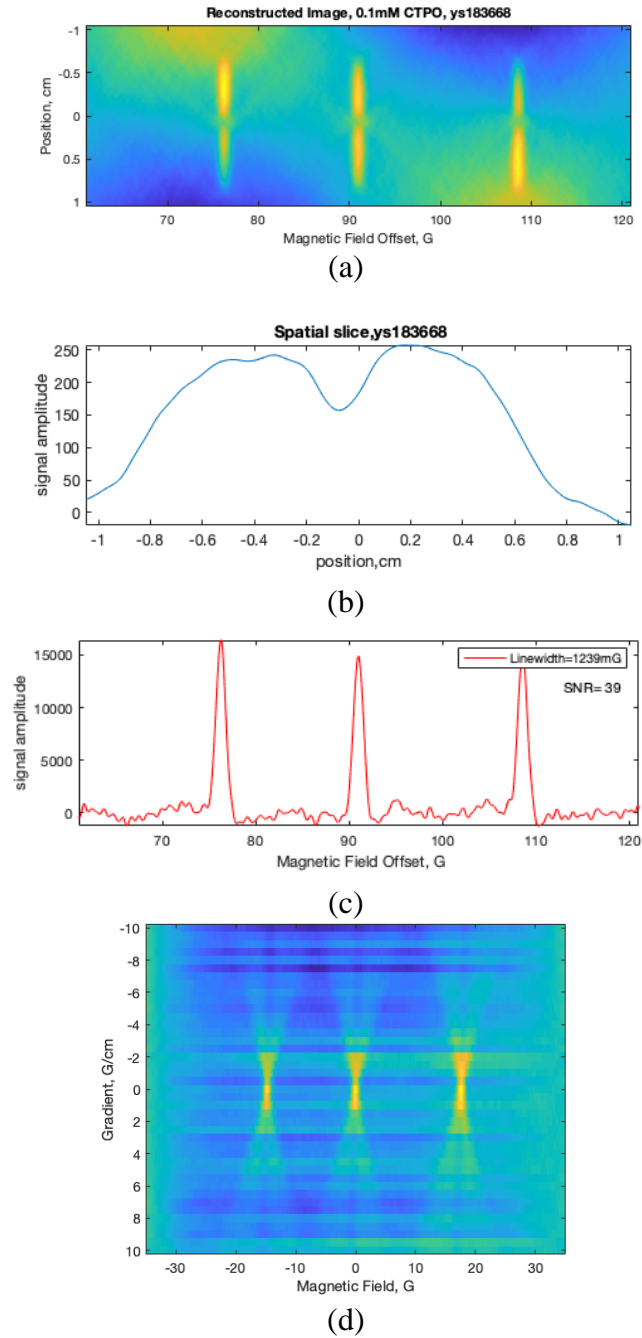 Reconstructed Image, 0.1mM CTPO, ys183668
-1
-0.5
0
0.5
1
Position, cm
70 80 90 100 110 120
Magnetic Field Offset, G
(a)
Spatial slice,ys183668
250
200
150
100
50
0
signal amplitude
-1 -0.8 -0.6 -0.4 -0.2 0 0.2 0.4 0.6 0.8 1
position,cm
(b)
15000
10000
5000
0
signal amplitude
Linewidth=1239mG
SNR= 39
70 80 90 100 110 120
Magnetic Field Offset, G
(c)
-10
-8
-6
-4
-2
0
2
4
6
8
10
Gradient, G/cm
-30 -20 -10 0 10 20 30
Magnetic Field, G
(d)